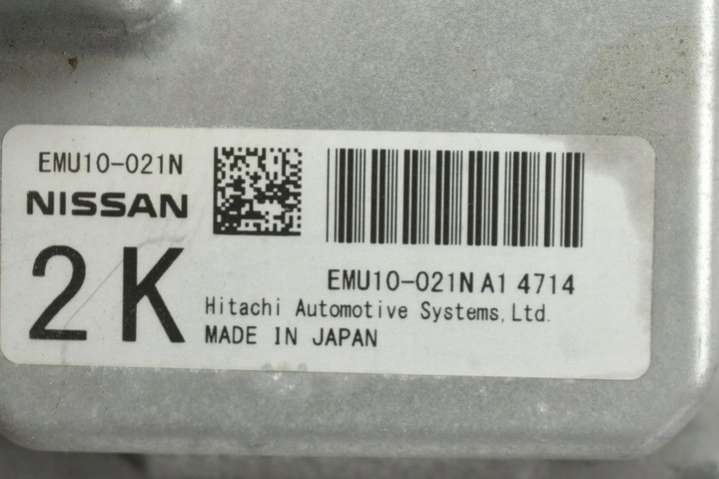 EMU10-021N
NISSAN
2K
EMU10-021N A1 4714
Hitachi Automotive Systems, Ltd.
MADE IN JAPAN